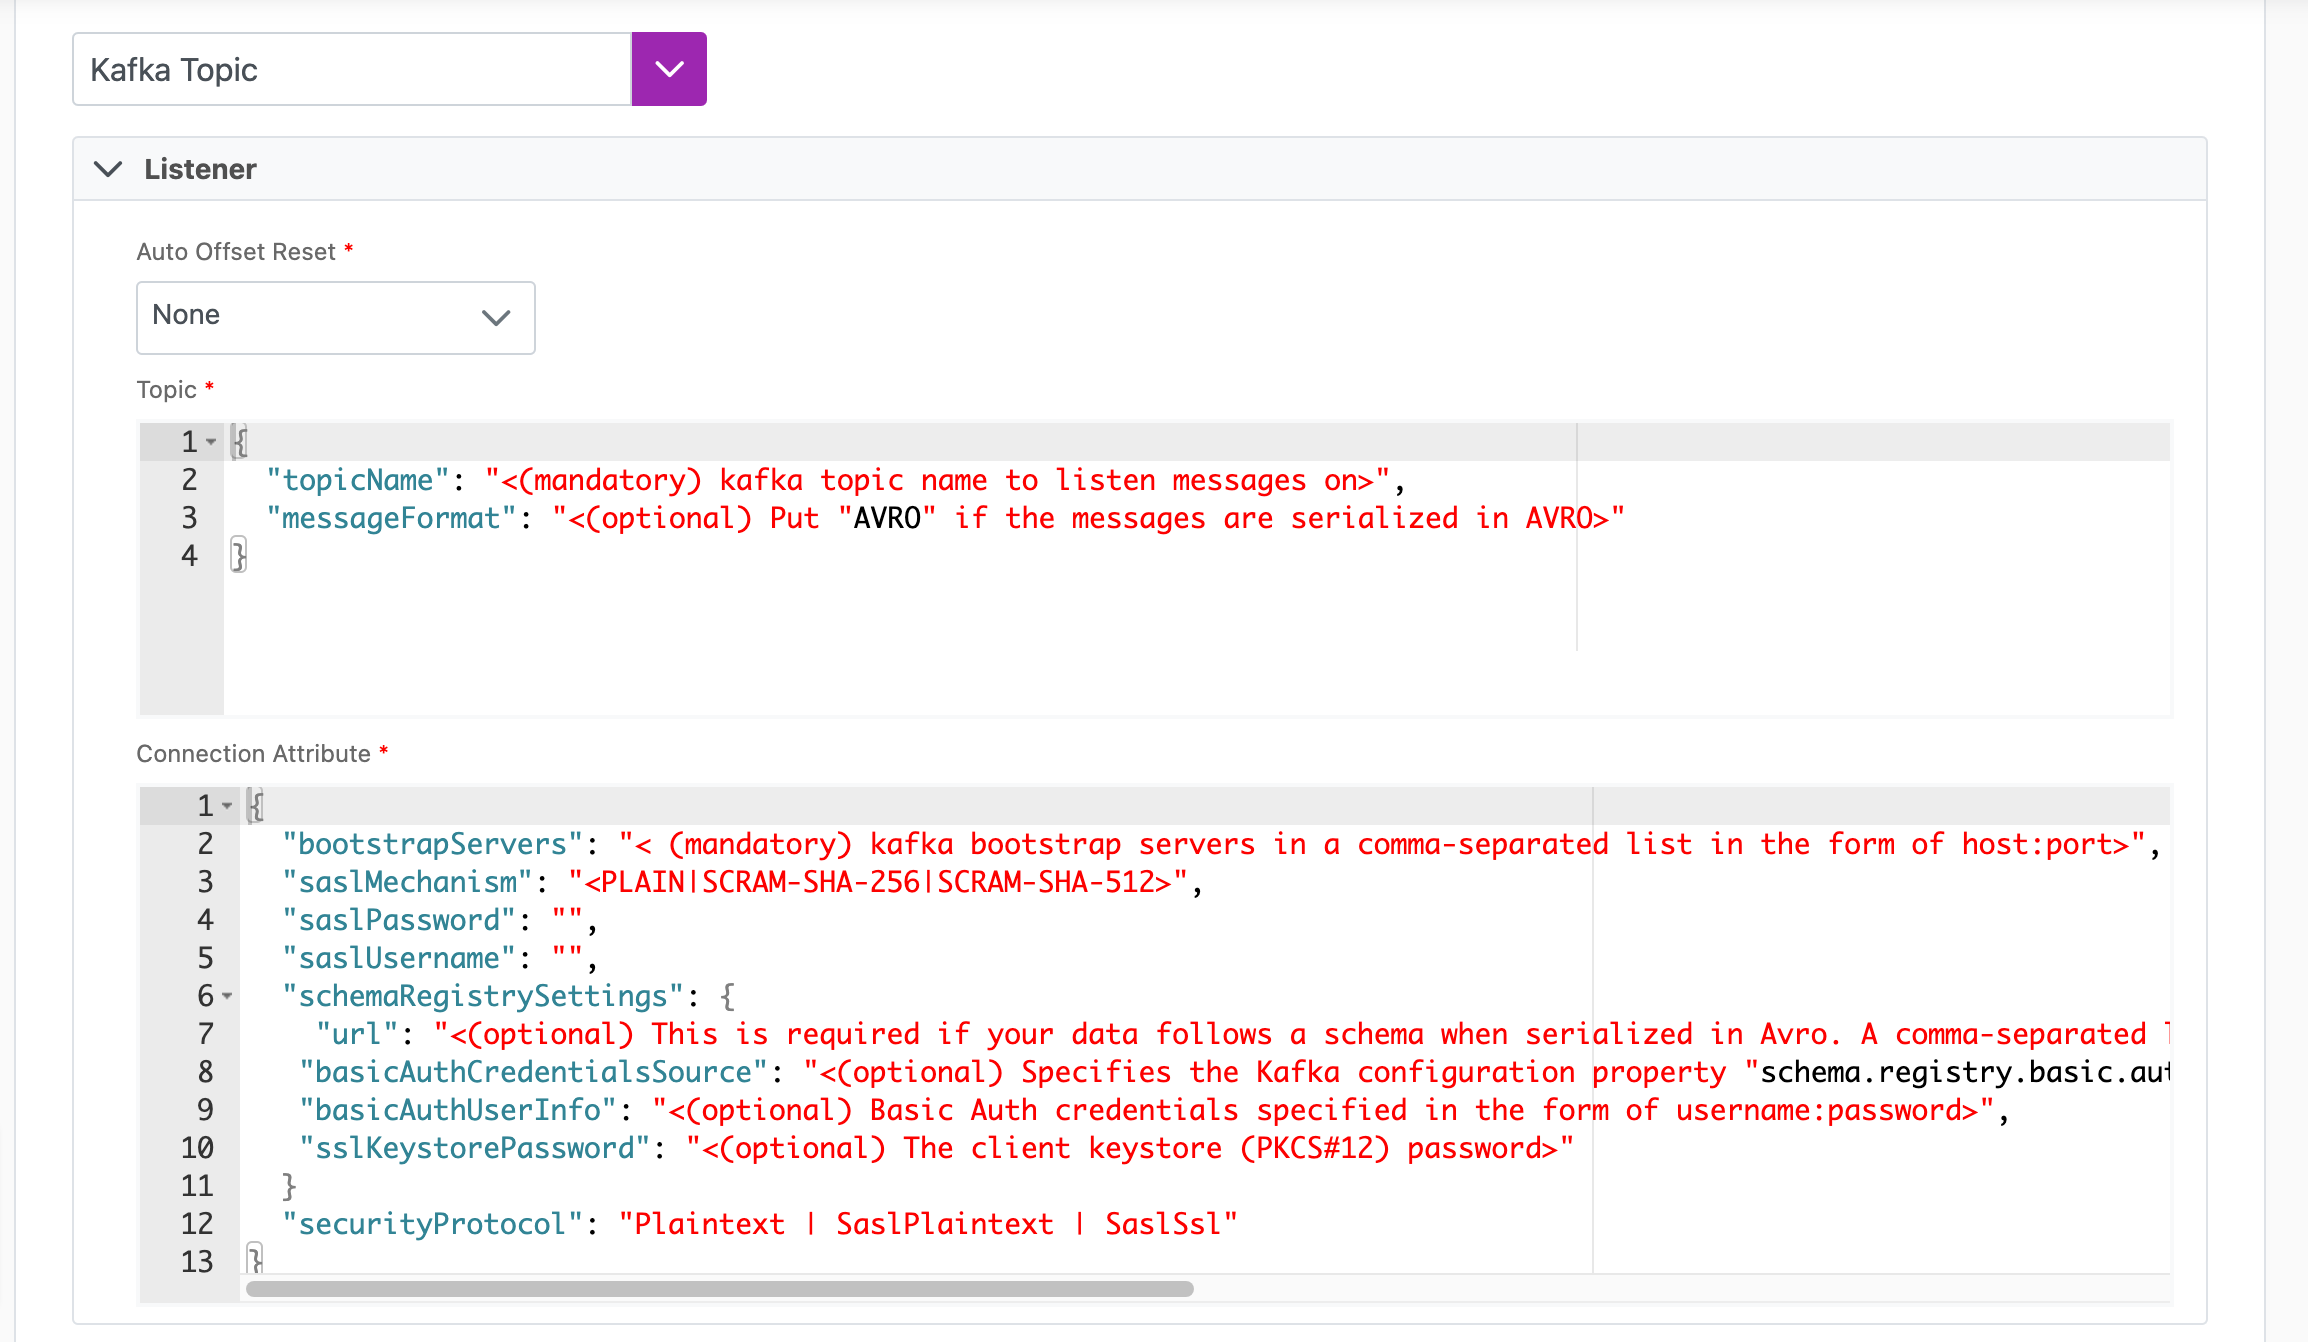 Kafka Topic
Listener
Auto Offset Reset *
None
Topic *
1 {
2 "topicName": "<(mandatory) kafka topic name to listen messages on>",
3 "messageFormat": "<(optional) Put "AVRO" if the messages are serialized in AVRO>"
4 }
Connection Attribute *
1 {
2 "bootstrapServers": "< (mandatory) kafka bootstrap servers in a comma-separated list in the form of host:port>",
3 "saslMechanism": "<PLAIN|SCRAM-SHA-256|SCRAM-SHA-512>",
4 "saslPassword": "",
5 "saslUsername": "",
6 "schemaRegistrySettings": {
7 "url": "<(optional) This is required if your data follows a schema when serialized in Avro. A comma-separated
8 "basicAuthCredentialsSource": "<(optional) Specifies the Kafka configuration property "schema.registry.basic.aut
9 "basicAuthUserInfo": "<(optional) Basic Auth credentials specified in the form of username:password>",
10 "sslKeystorePassword": "<(optional) The client keystore (PKCS#12) password>"
11 }
12 "securityProtocol": "Plaintext | SaslPlaintext | SaslSsl"
13 }